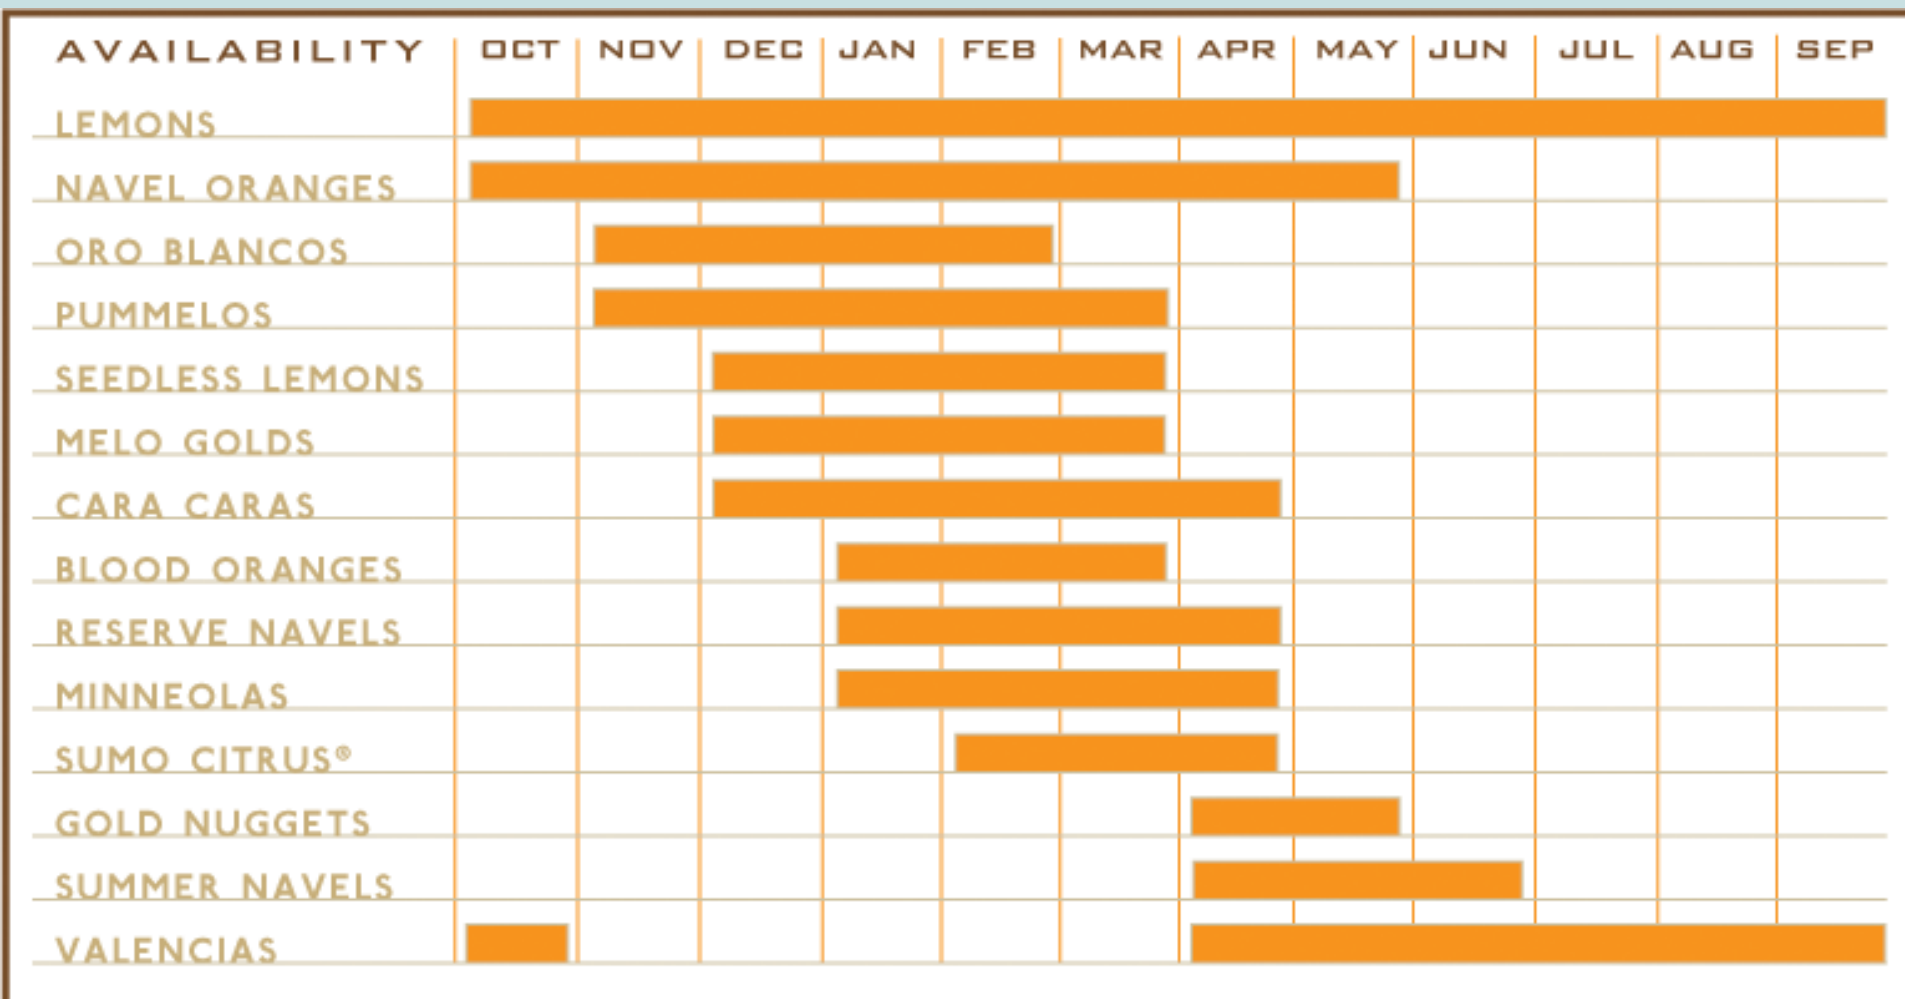 AVAILABILITY OCT NOV DEC JAN FEB MAR APR MAY JUN JUL AUG SEP
LEMONS
NAVEL ORANGES
ORO BLANCOS
PUMMELOS
SEEDLESS LEMONS
MELO GOLDS
CARA CARAS
BLOOD ORANGES
RESERVE NAVELS
MINNEOLAS
SUMO CITRUS®
GOLD NUGGETS
SUMMER NAVELS
VALENCIAS